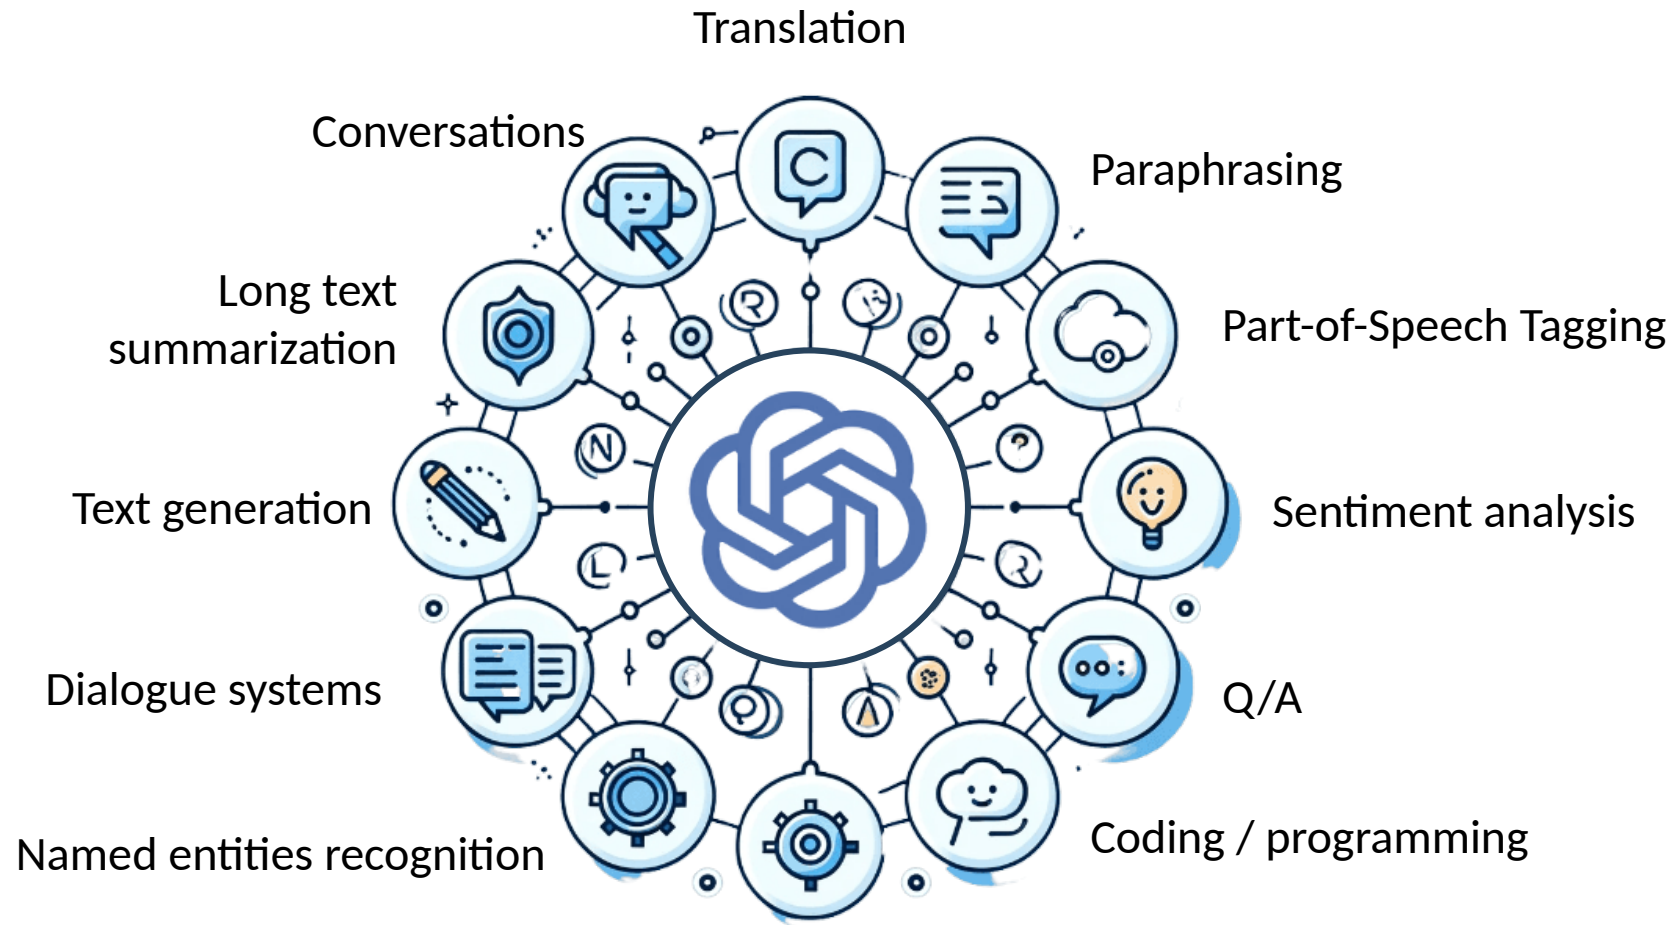 Translation
Conversations
Paraphrasing
Long text
summarization
Part-of-Speech Tagging
Text generation
Sentiment analysis
Dialogue systems
Q/A
Named entities recognition
Coding / programming
C
R
N
?
L
R